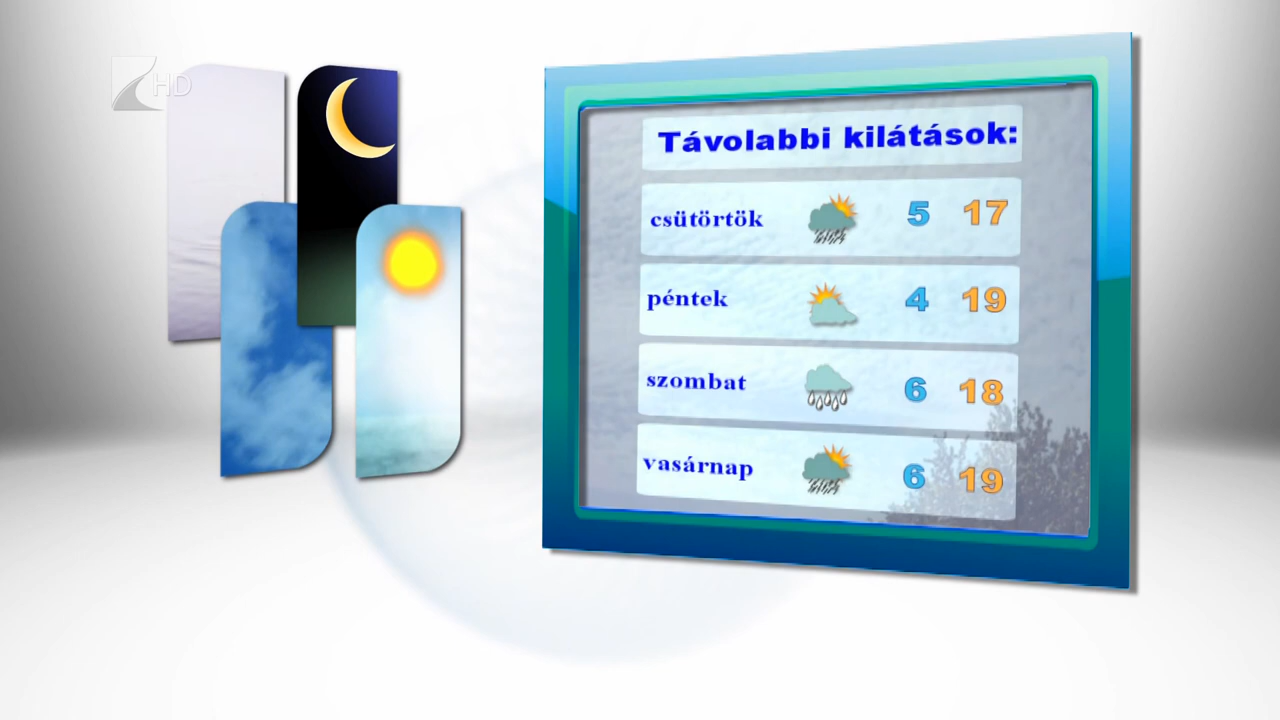 HD
Távolabbi kilátások:
csütörtök 5 17
péntek 4 19
szombat 6 18
vasárnap 6 19